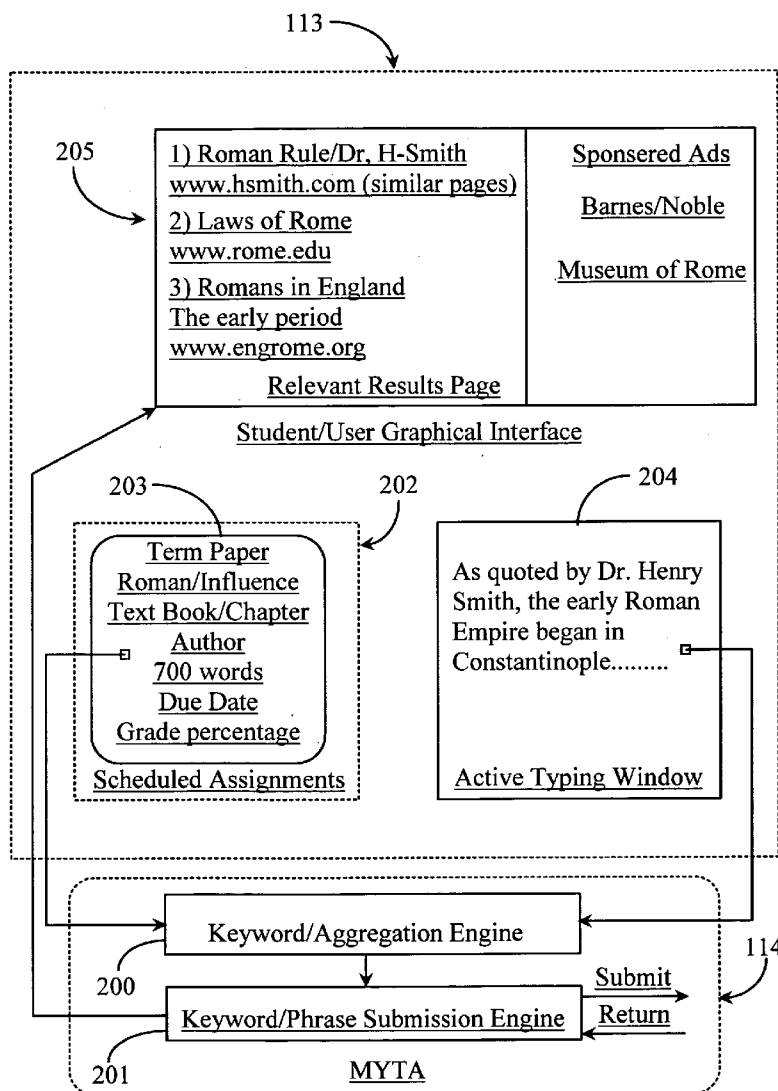 113
205
1) Roman Rule/Dr, H-Smith
www.hsmith.com (similar pages)
2) Laws of Rome
www.rome.edu
3) Romans in England
The early period
www.engrome.org
Relevant Results Page
Sponsered Ads
Barnes/Noble
Museum of Rome
Student/User Graphical Interface
203
202
Term Paper
Roman/Influence
Text Book/Chapter
Author
700 words
Due Date
Grade percentage
Scheduled Assignments
204
As quoted by Dr. Henry
Smith, the early Roman
Empire began in
Constantinople.........
Active Typing Window
Keyword/Aggregation Engine
200
114
Keyword/Phrase Submission Engine
201
Submit
Return
MYTA